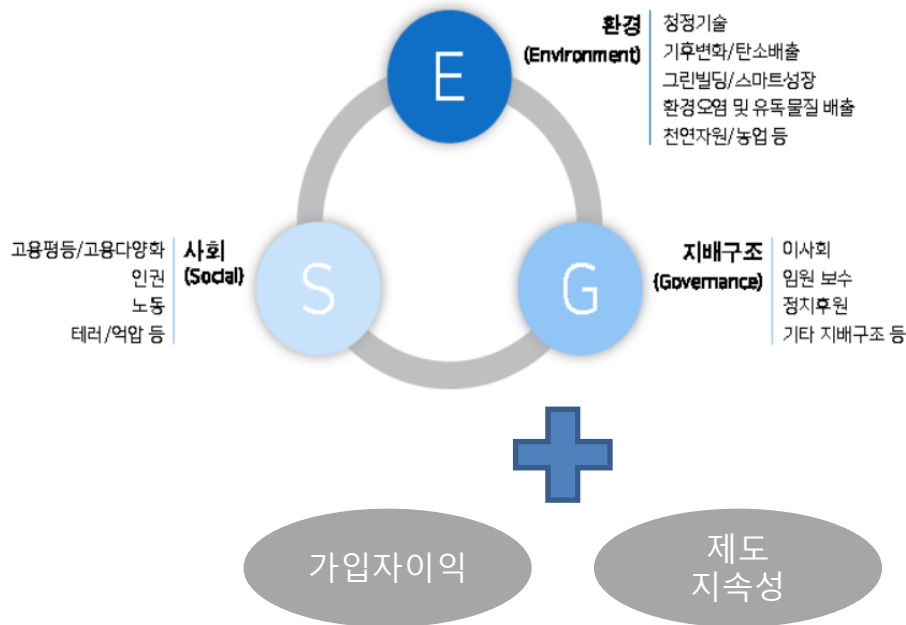 E
환경
(Environment)
청정기술
기후변화/탄소배출
그린빌딩/스마트성장
환경오염 및 유독물질 배출
천연자원/농업 등
고용평등/고용다양화
인권
노동
테러/억압 등
사회
(Social)
S
G
지배구조
(Governance)
이사회
임원 보수
정치후원
기타 지배구조 등
가입자이익
제도
지속성